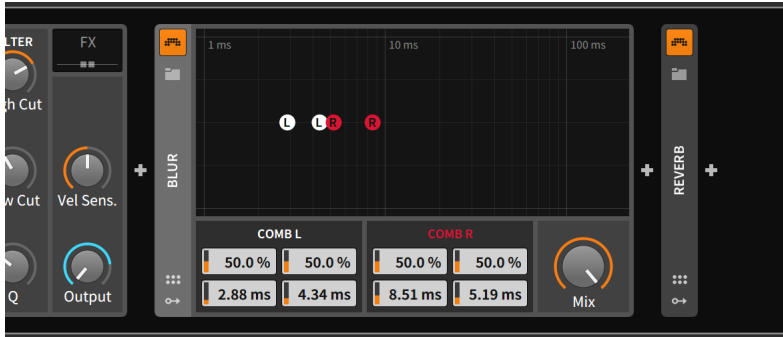 LTER
FX
gh Cut
w Cut
Vel Sens.
Q
Output
BLUR
1 ms
10 ms
100 ms
L
L
R
R
COMB L
COMB R
50.0 %
50.0 %
50.0 %
50.0 %
2.88 ms
4.34 ms
8.51 ms
5.19 ms
Mix
REVERB